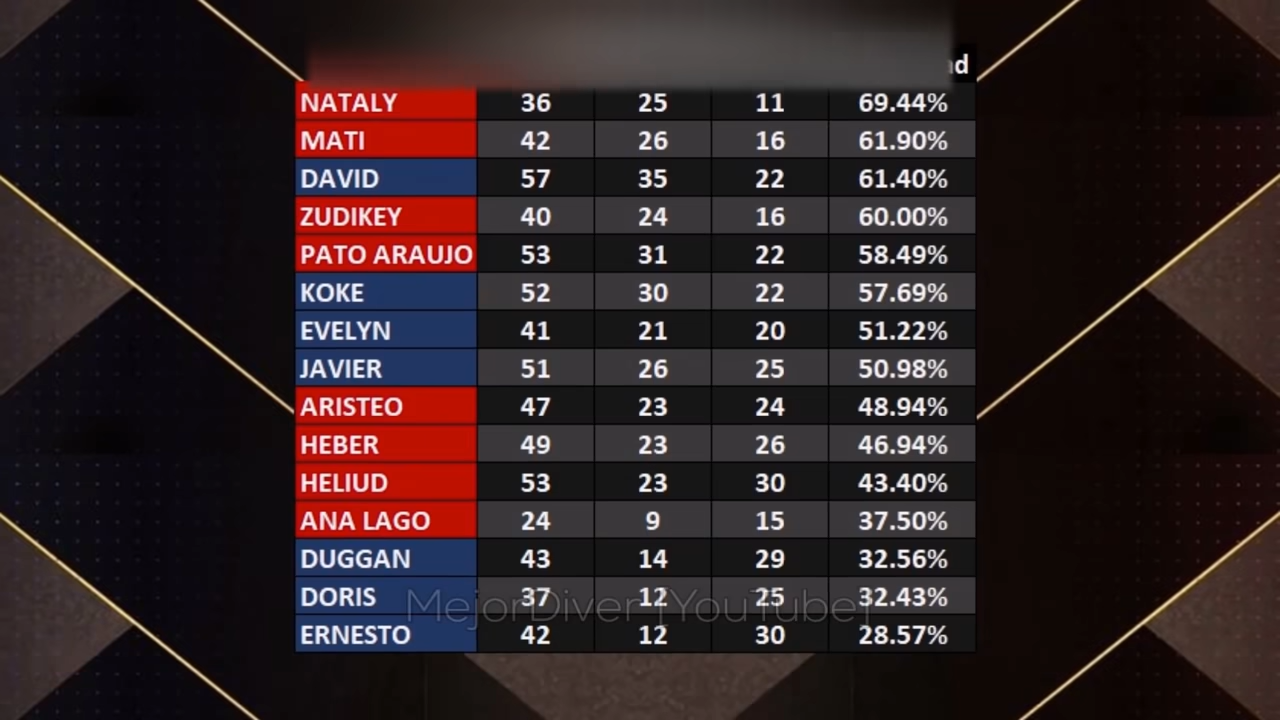 NATALY 36 25 11 69.44%
MATI 42 26 16 61.90%
DAVID 57 35 22 61.40%
ZUDIKEY 40 24 16 60.00%
PATO ARAUJO 53 31 22 58.49%
KOKE 52 30 22 57.69%
EVELYN 41 21 20 51.22%
JAVIER 51 26 25 50.98%
ARISTEO 47 23 24 48.94%
HEBER 49 23 26 46.94%
HELIUD 53 23 30 43.40%
ANA LAGO 24 9 15 37.50%
DUGGAN 43 14 29 32.56%
DORIS 37 12 25 32.43%
MejorDiver [YouTube]
ERNESTO 42 12 30 28.57%